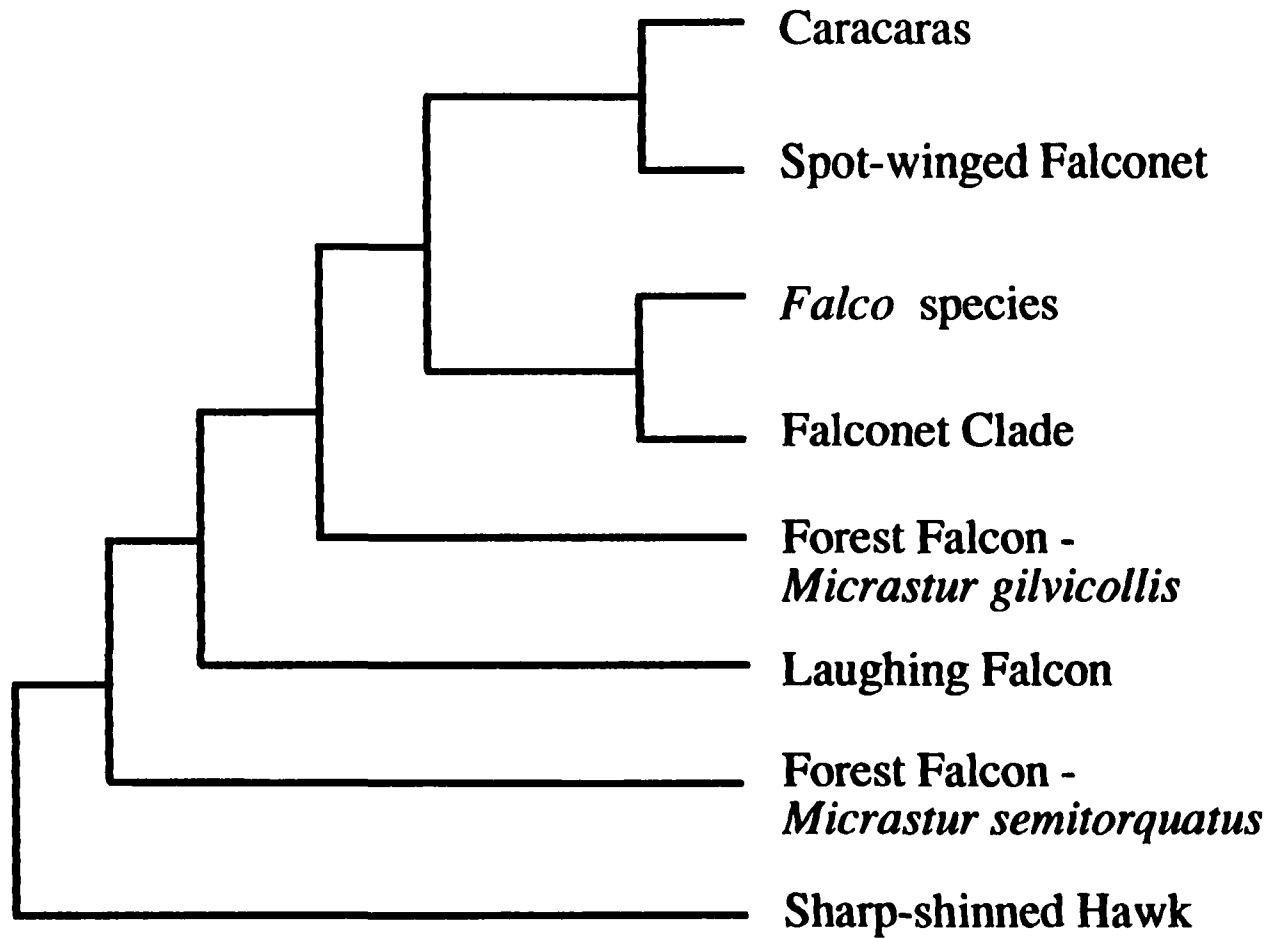 Caracaras
Spot-winged Falconet
Falco species
Falconet Clade
Forest Falcon -
Micrastur gilvicollis
Laughing Falcon
Forest Falcon -
Micrastur semitorquatus
Sharp-shinned Hawk